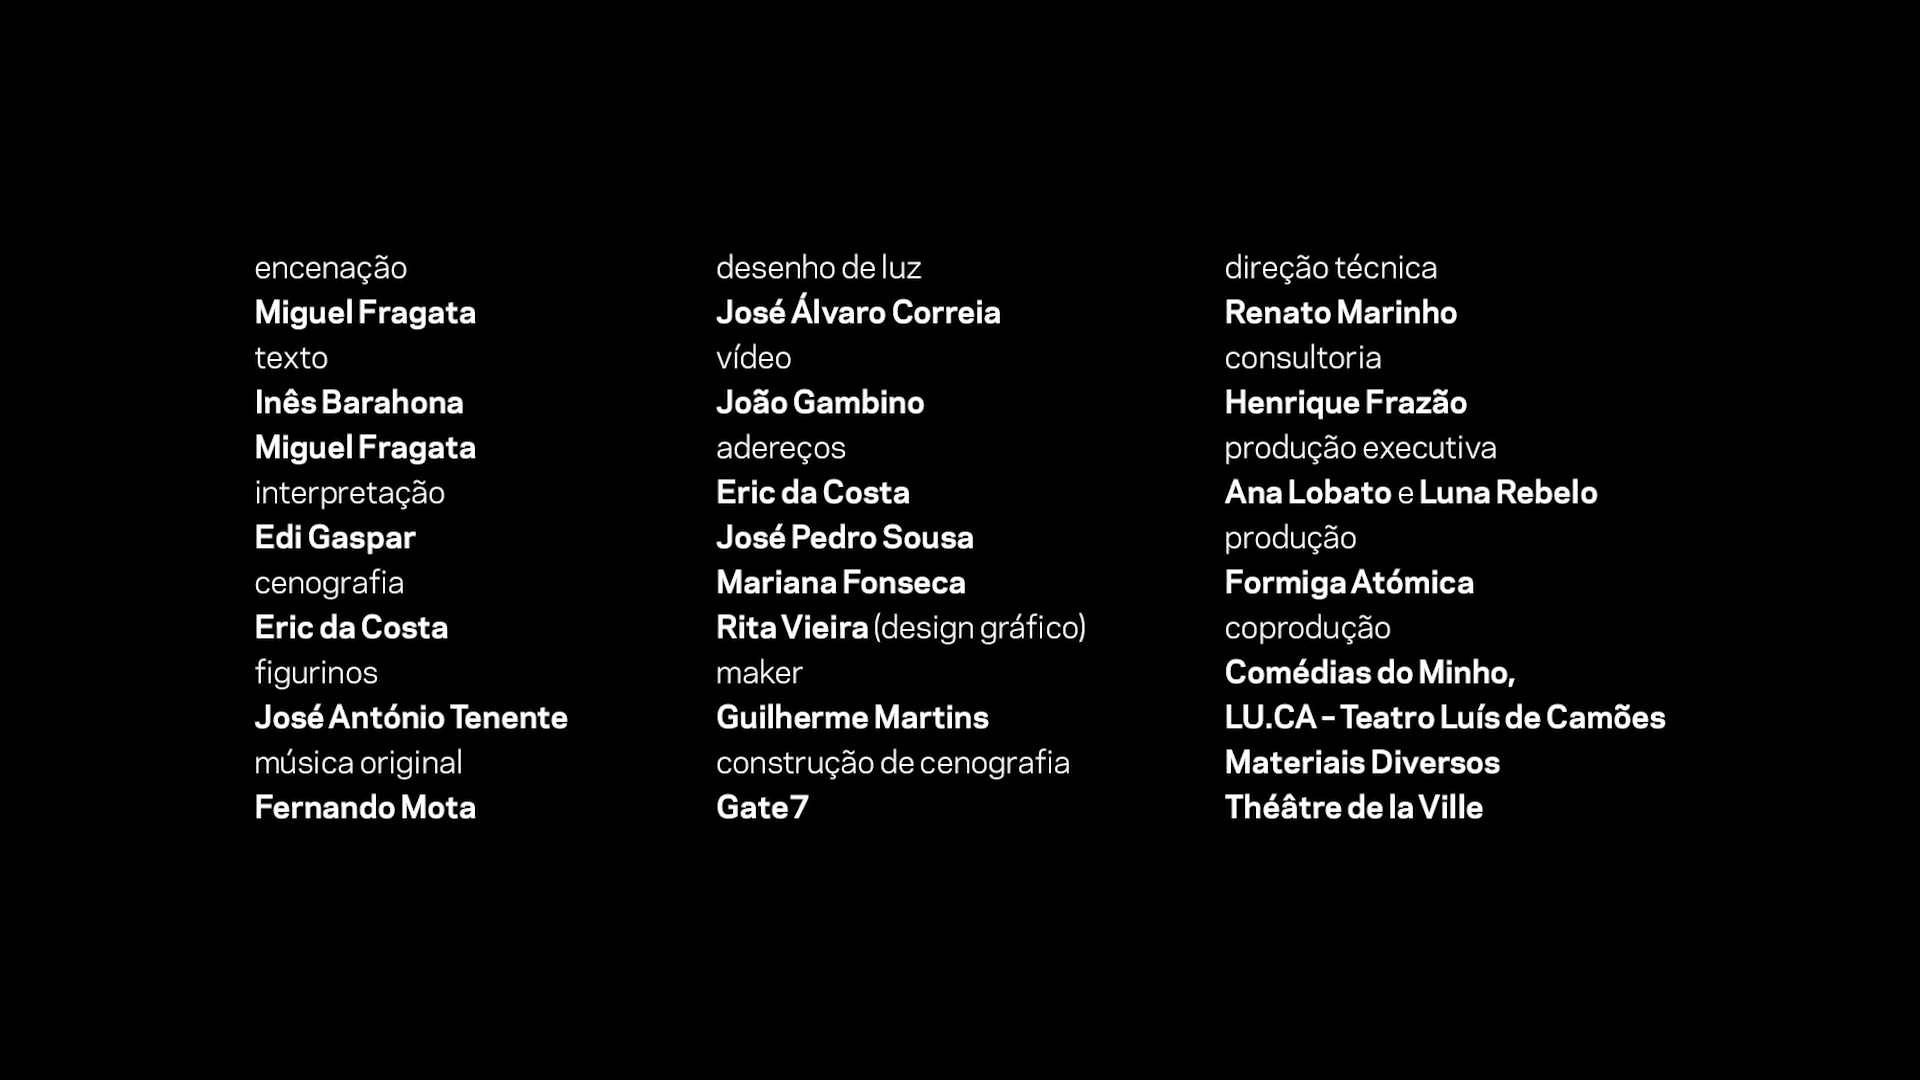 encenação
Miguel Fragata
texto
Inês Barahona
Miguel Fragata
interpretação
Edi Gaspar
cenografia
Eric da Costa
figurinos
José António Tenente
música original
Fernando Mota
desenho de luz
José Álvaro Correia
vídeo
João Gambino
adereços
Eric da Costa
José Pedro Sousa
Mariana Fonseca
Rita Vieira (design gráfico)
maker
Guilherme Martins
construção de cenografia
Gate7
direção técnica
Renato Marinho
consultoria
Henrique Frazão
produção executiva
Ana Lobato e Luna Rebelo
produção
Formiga Atómica
coprodução
Comédias do Minho,
LU.CA – Teatro Luís de Camões
Materiais Diversos
Théâtre de la Ville